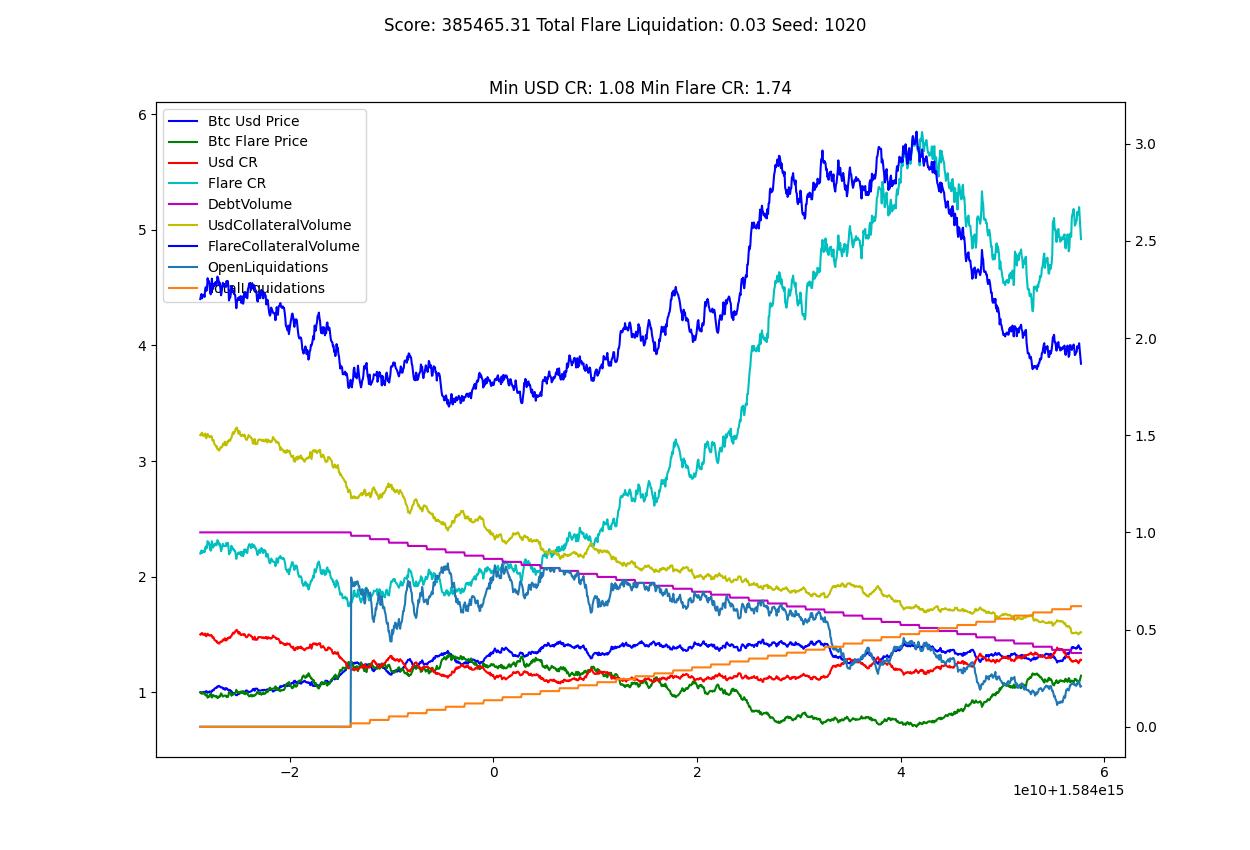 Score: 385465.31 Total Flare Liquidation: 0.03 Seed: 1020
Min USD CR: 1.08 Min Flare CR: 1.74
Btc Usd Price
Btc Flare Price
Usd CR
Flare CR
DebtVolume
UsdCollateralVolume
FlareCollateralVolume
OpenLiquidations
TotalLiquidations
6
5
4
3
2
1
3.0
2.5
2.0
1.5
1.0
0.5
0.0
−2
0
2
4
6
1e10+1.584e15